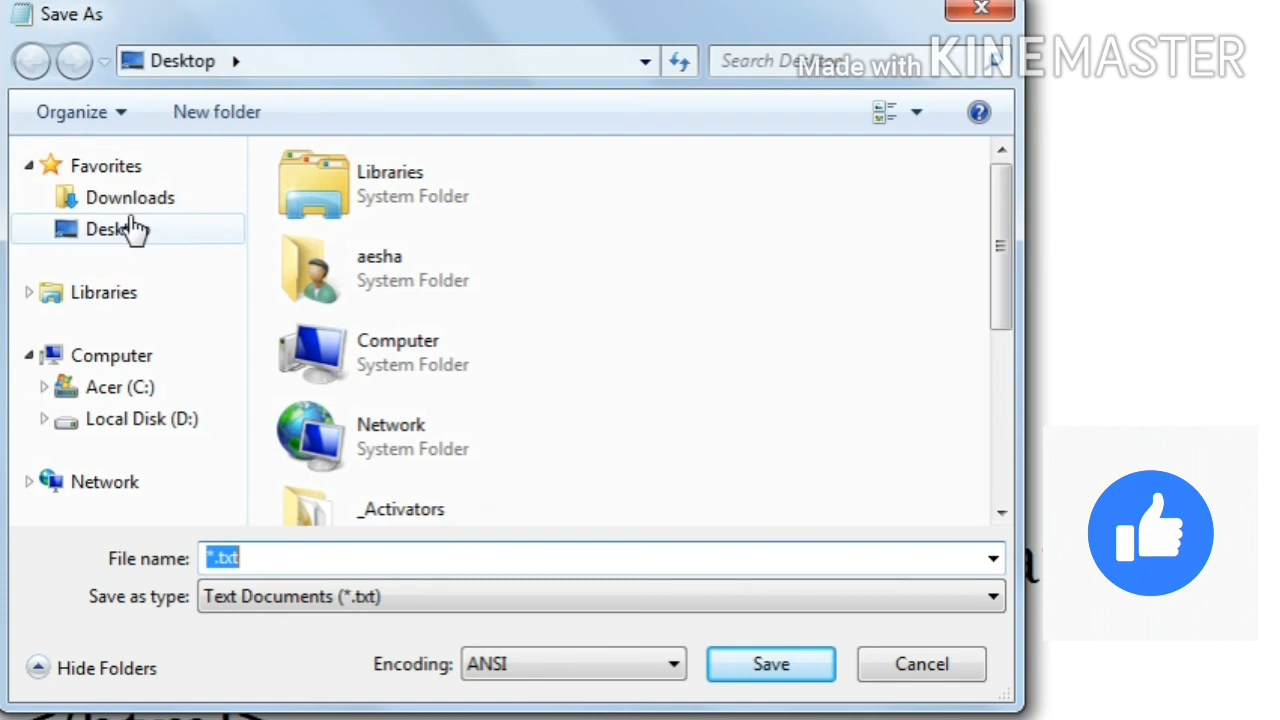 Save As
Desktop
Search Desktop
Made with KINEMASTER
Organize
New folder
Favorites
Downloads
Desktop
Libraries
Computer
Acer (C:)
Local Disk (D:)
Network
Libraries
System Folder
aesha
System Folder
Computer
System Folder
Network
System Folder
_Activators
File name: *.txt
Save as type: Text Documents (*.txt)
Hide Folders
Encoding: ANSI
Save
Cancel